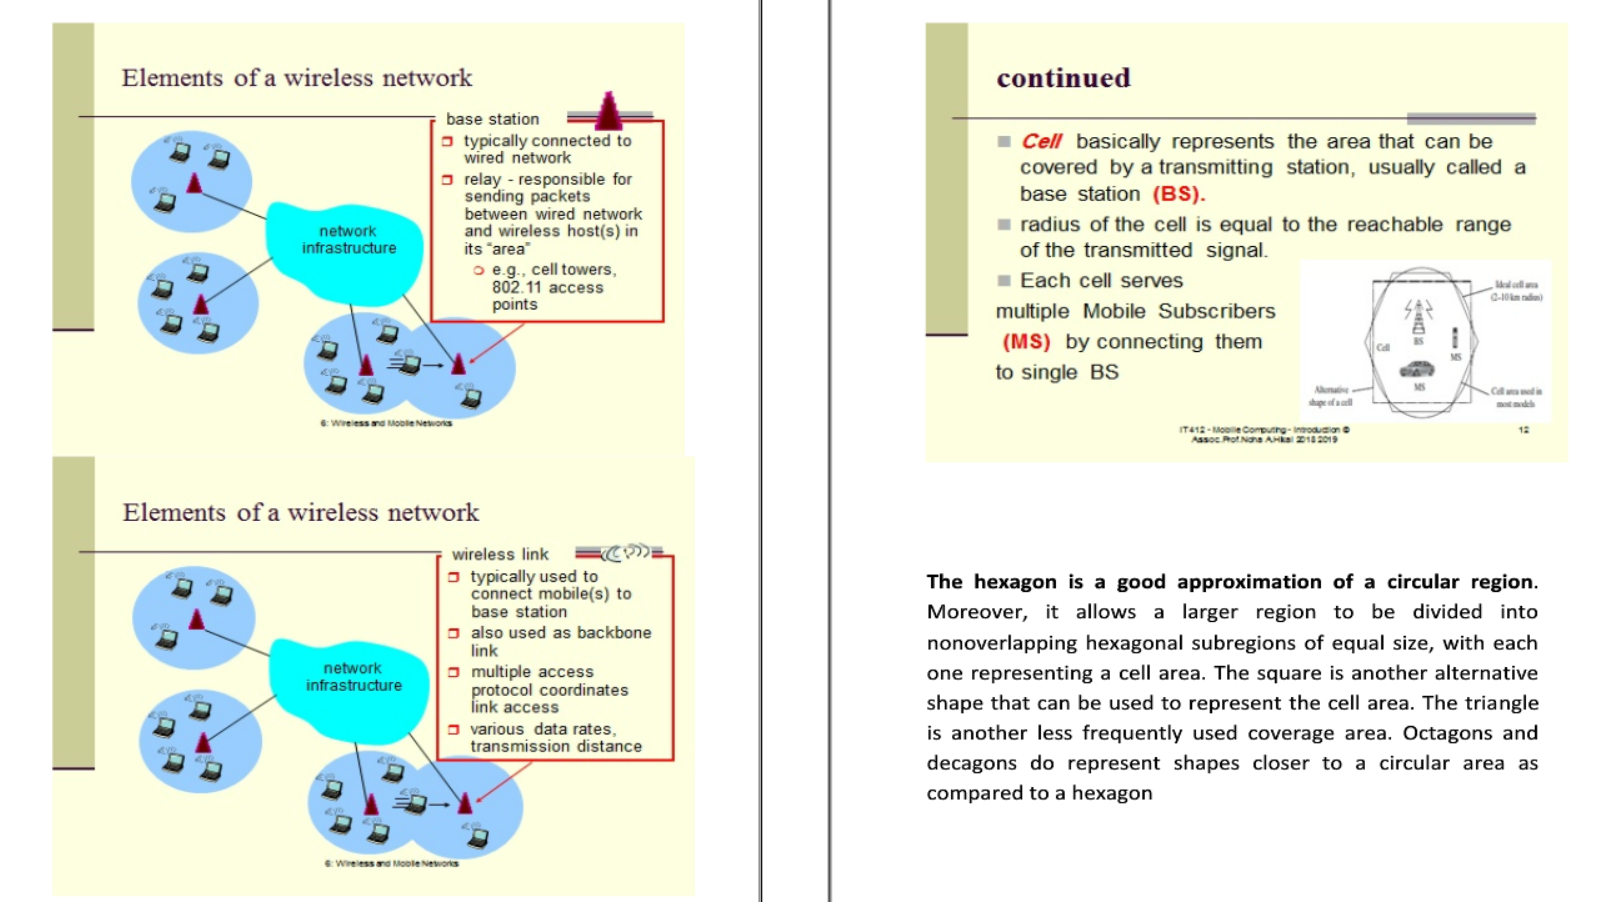 Elements of a wireless network
base station
❒ typically connected to
wired network
❒ relay - responsible for
sending packets
between wired network
and wireless host(s) in
its “area”
❍ e.g., cell towers,
802.11 access
points
network
infrastructure
6: Wireless and Mobile Networks
Elements of a wireless network
wireless link
❒ typically used to
connect mobile(s) to
base station
❒ also used as backbone
link
❒ multiple access
protocol coordinates
link access
❒ various data rates,
transmission distance
network
infrastructure
6: Wireless and Mobile Networks
continued
■ Cell basically represents the area that can be
covered by a transmitting station, usually called a
base station (BS).
■ radius of the cell is equal to the reachable range
of the transmitted signal.
■ Each cell serves
multiple Mobile Subscribers
(MS) by connecting them
to single BS
Ideal cell area
(2-10 km radius)
BS
Cell
MS
MS
Alternative
shape of a cell
Cell area used in
most models
IT412 - Mobile Computing - Introduction ©
Assoc.Prof.Noha A.Hikal 2018 2019
12
The hexagon is a good approximation of a circular region.
Moreover, it allows a larger region to be divided into
nonoverlapping hexagonal subregions of equal size, with each
one representing a cell area. The square is another alternative
shape that can be used to represent the cell area. The triangle
is another less frequently used coverage area. Octagons and
decagons do represent shapes closer to a circular area as
compared to a hexagon